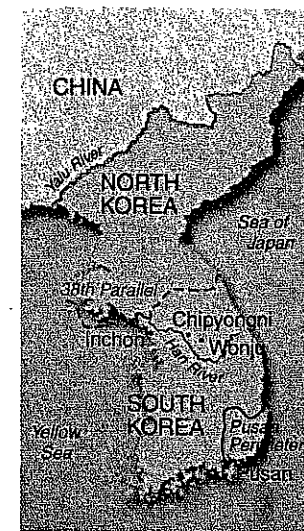 CHINA
Yalu River
NORTH
KOREA
Sea of
Japan
38th Parallel
Chipyongni
Inchon
Wonju
Han River
SOUTH
KOREA
Yellow
Sea
Pusan
Perimeter
Pusan